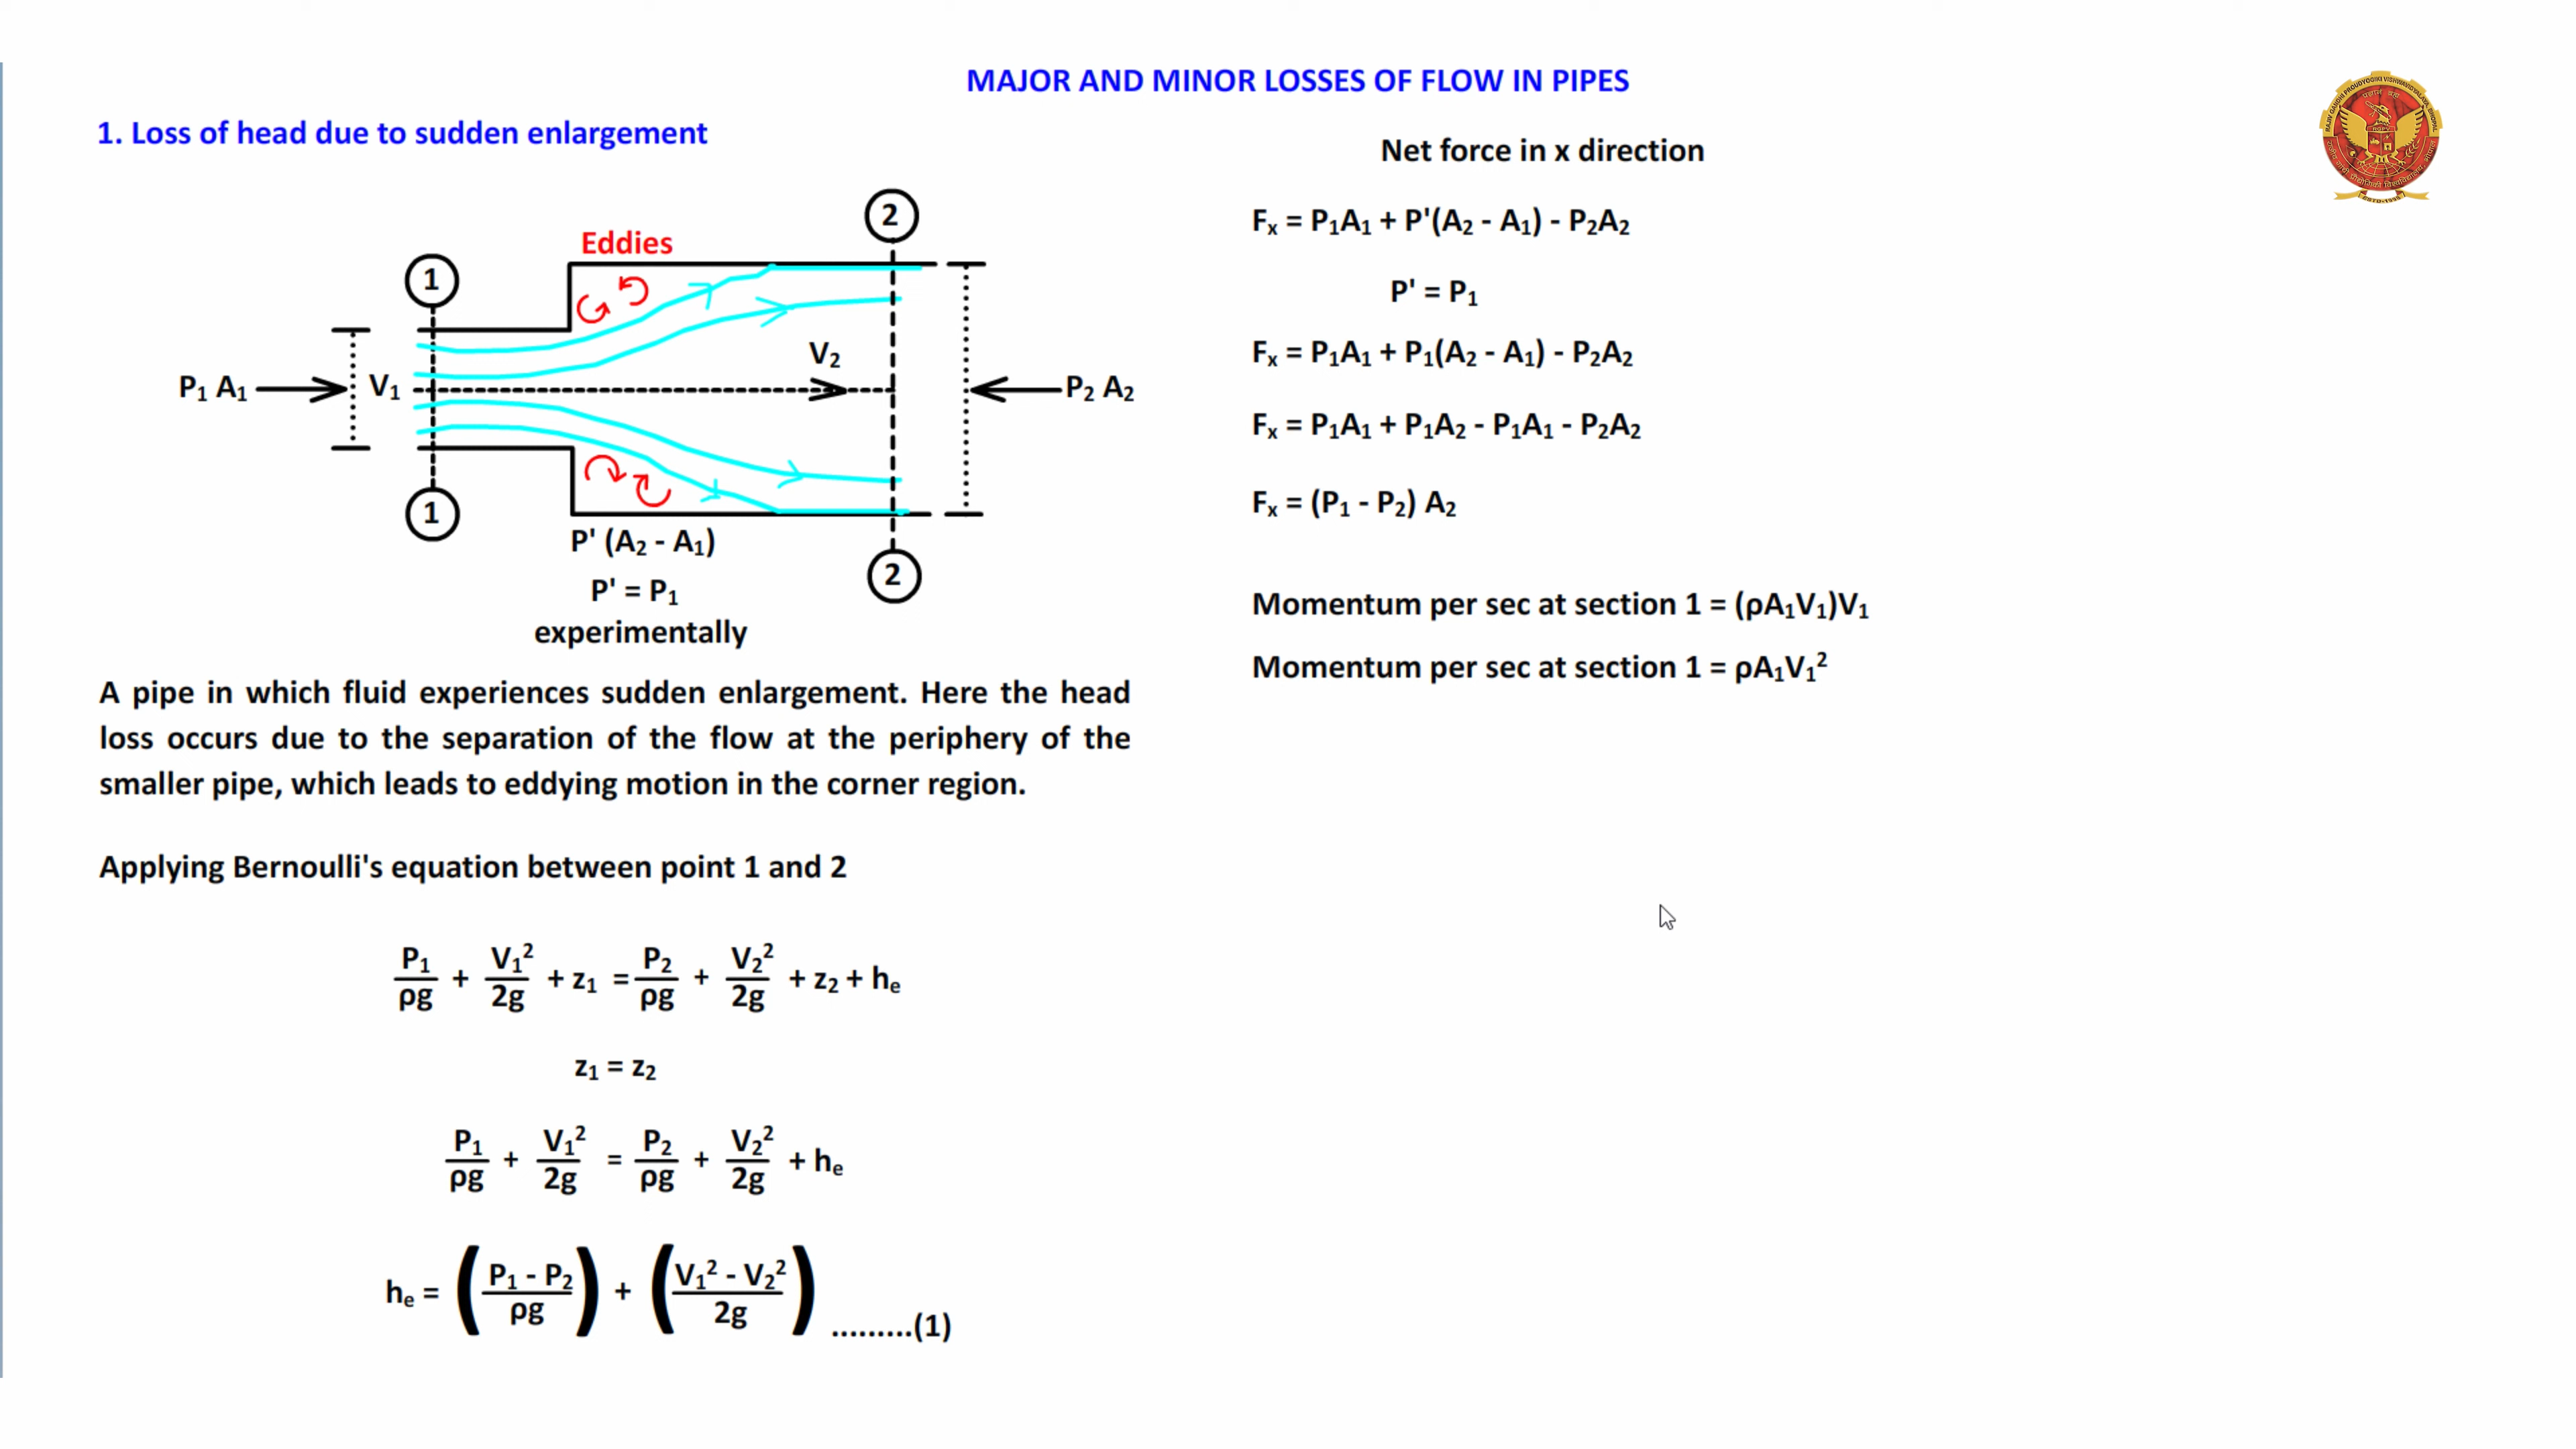 MAJOR AND MINOR LOSSES OF FLOW IN PIPES
1. Loss of head due to sudden enlargement
2
Eddies
1
V₂
P₁ A₁
V₁
P₂ A₂
1
P' (A₂ - A₁)
2
P' = P₁
experimentally
A pipe in which fluid experiences sudden enlargement. Here the head
loss occurs due to the separation of the flow at the periphery of the
smaller pipe, which leads to eddying motion in the corner region.
Applying Bernoulli's equation between point 1 and 2
P₁/ρg + V₁²/2g + z₁ = P₂/ρg + V₂²/2g + z₂ + hₑ
z₁ = z₂
P₁/ρg + V₁²/2g = P₂/ρg + V₂²/2g + hₑ
hₑ = (P₁ - P₂/ρg) + (V₁² - V₂²/2g) .........(1)
Net force in x direction
Fₓ = P₁A₁ + P'(A₂ - A₁) - P₂A₂
P' = P₁
Fₓ = P₁A₁ + P₁(A₂ - A₁) - P₂A₂
Fₓ = P₁A₁ + P₁A₂ - P₁A₁ - P₂A₂
Fₓ = (P₁ - P₂) A₂
Momentum per sec at section 1 = (ρA₁V₁)V₁
Momentum per sec at section 1 = ρA₁V₁²